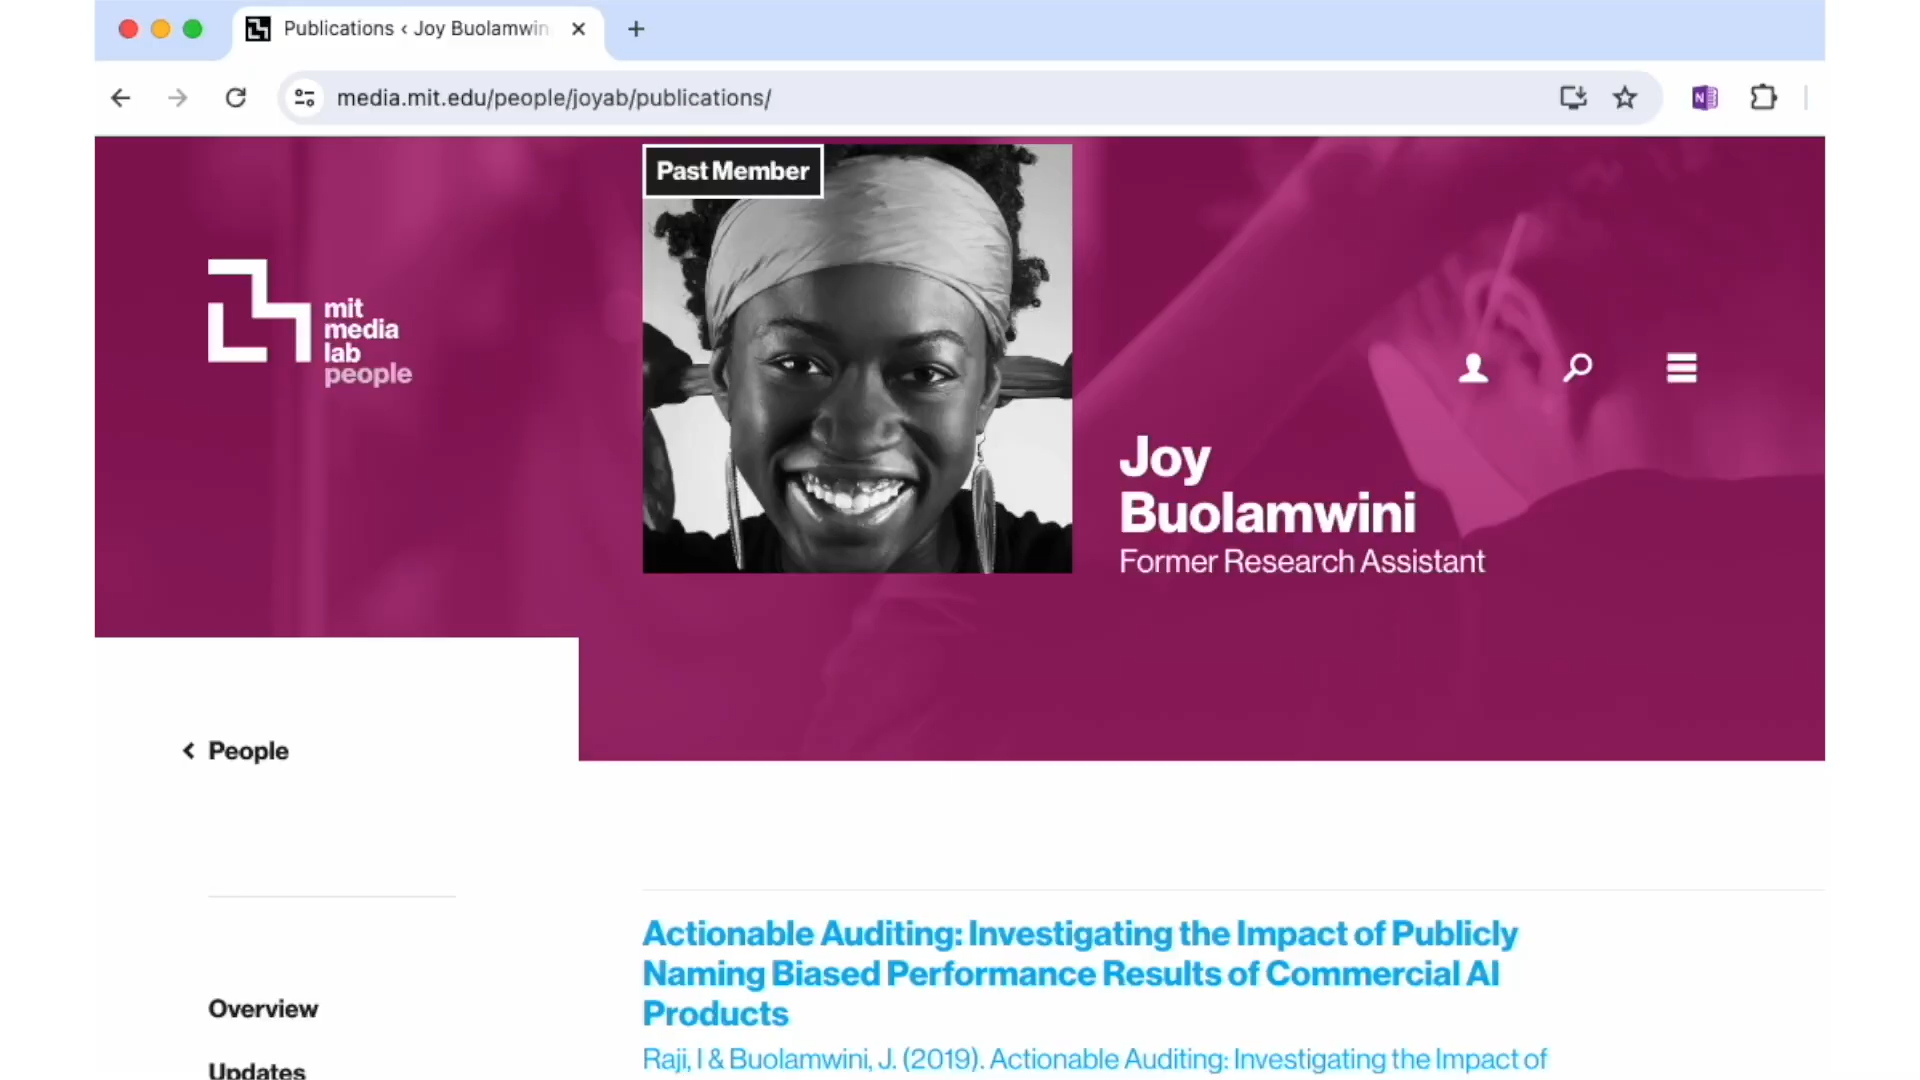 Publications ‹ Joy Buolamwin
media.mit.edu/people/joyab/publications/
Past Member
mit
media
lab
people
Joy
Buolamwini
Former Research Assistant
‹ People
Actionable Auditing: Investigating the Impact of Publicly
Naming Biased Performance Results of Commercial AI
Products
Raji, I & Buolamwini, J. (2019). Actionable Auditing: Investigating the Impact of
Overview
Updates